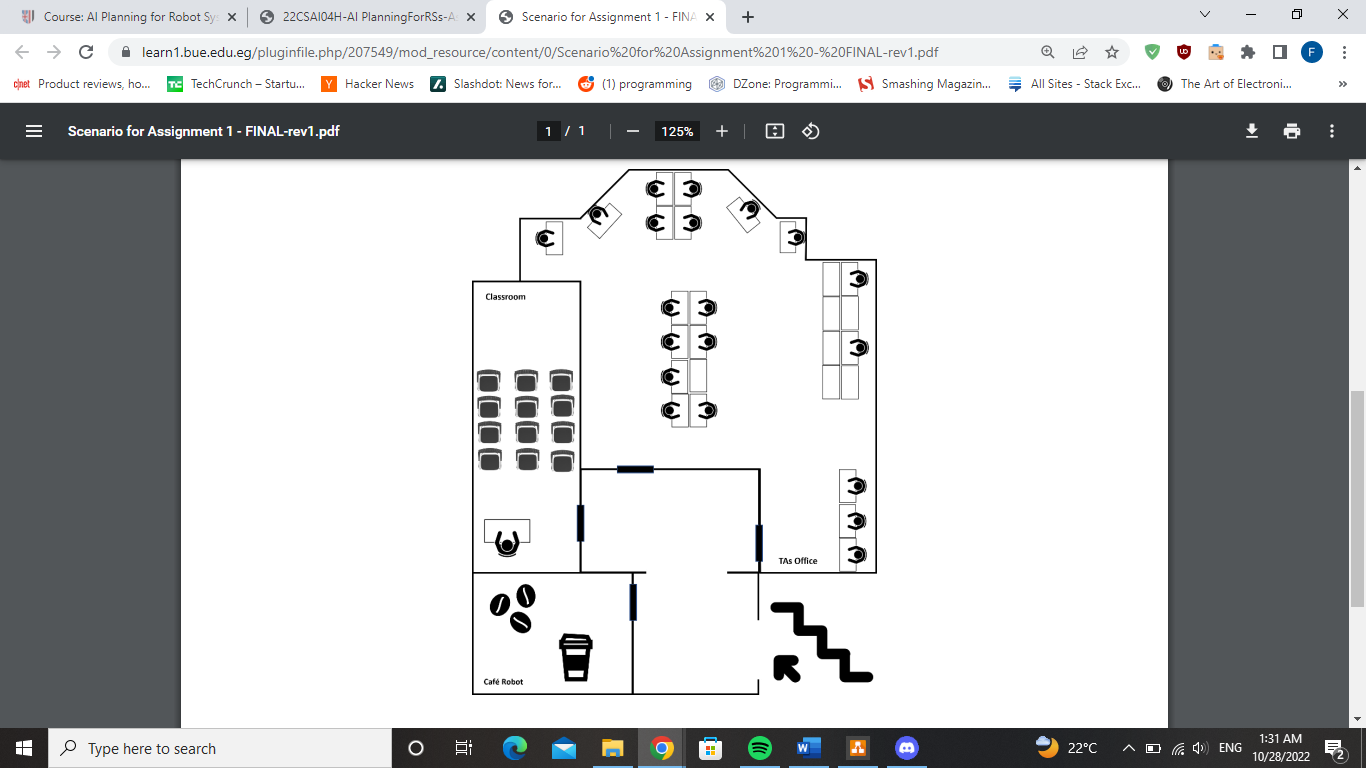 Course: AI Planning for Robot Sys
22CSAI04H-AI PlanningForRSs-A
Scenario for Assignment 1 - FINA
learn1.bue.edu.eg/pluginfile.php/207549/mod_resource/content/0/Scenario%20for%20Assignment%201%20-%20FINAL-rev1.pdf
F
cjnet Product reviews, ho...
TC TechCrunch – Startu...
Y Hacker News
Slashdot: News for...
(1) programming
DZone: Programmi...
Smashing Magazin...
All Sites - Stack Exc...
The Art of Electroni...
»
Scenario for Assignment 1 - FINAL-rev1.pdf
1 / 1
125%
Classroom
TAs Office
Café Robot
Type here to search
22°C
ENG
1:31 AM
10/28/2022
2